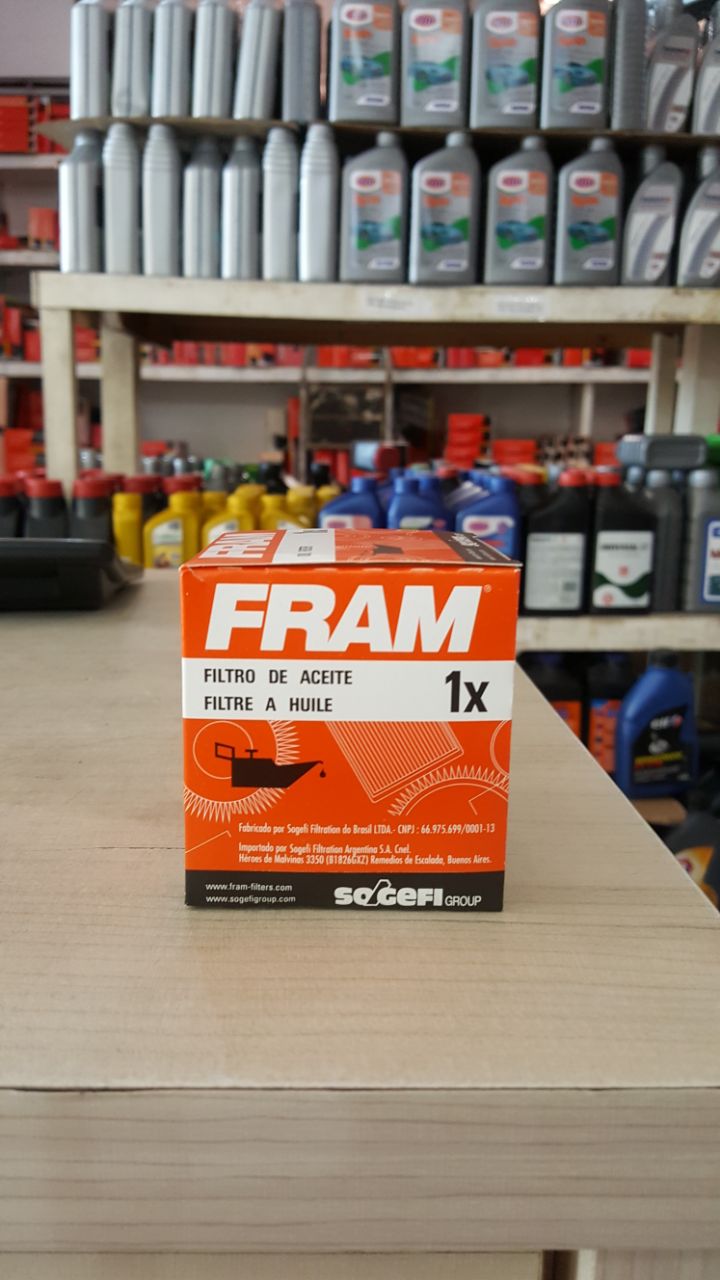 FRAM
FRAM®
FILTRO DE ACEITE
FILTRE A HUILE
1x
Fabricado por Sogefi Filtration do Brasil LTDA.- CNPJ : 66.975.699/0001-13
Importado por Sogefi Filtration Argentina S.A. Cnel.
Héroes de Malvinas 3350 (B1826GXZ) Remedios de Escalada, Buenos Aires.
www.fram-filters.com
www.sogefigroup.com
SOGEFI GROUP